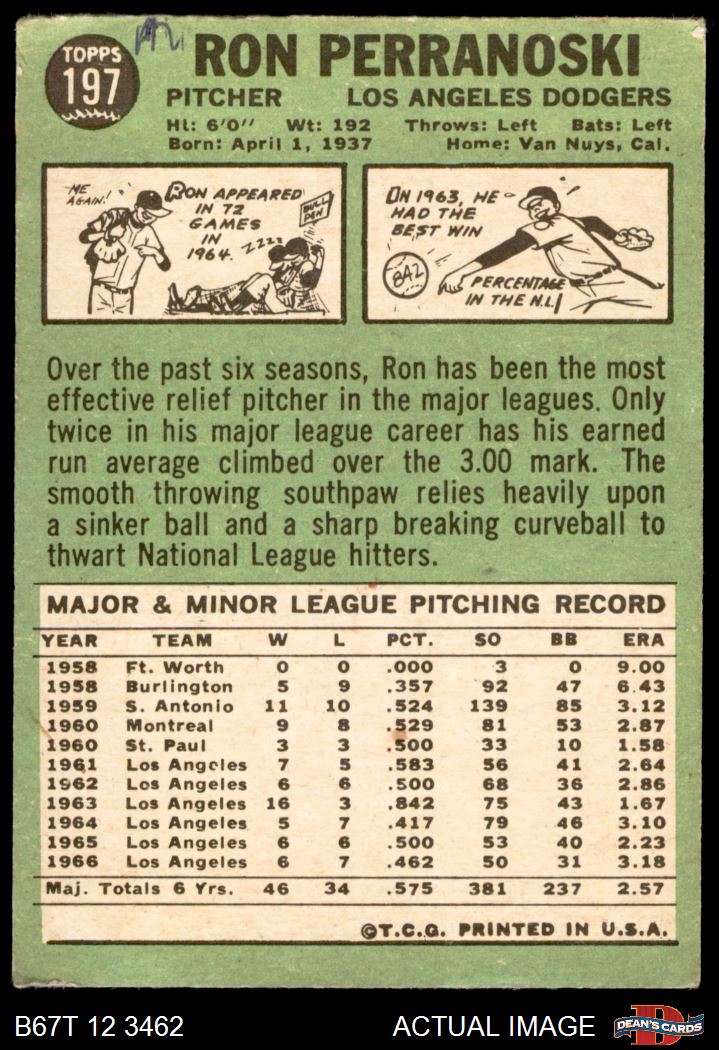 TOPPS
197
RON PERRANOSKI
PITCHER LOS ANGELES DODGERS
Ht: 6'0" Wt: 192 Throws: Left Bats: Left
Born: April 1, 1937 Home: Van Nuys, Cal.
ME
AGAIN!
RON APPEARED
IN 72
GAMES
IN
1964.
ZZZZ
BULL
PEN
IN 1963, HE
HAD THE
BEST WIN
842
PERCENTAGE
IN THE N.L.
Over the past six seasons, Ron has been the most
effective relief pitcher in the major leagues. Only
twice in his major league career has his earned
run average climbed over the 3.00 mark. The
smooth throwing southpaw relies heavily upon
a sinker ball and a sharp breaking curveball to
thwart National League hitters.
MAJOR & MINOR LEAGUE PITCHING RECORD
YEAR TEAM W L PCT. SO BB ERA
1958 Ft. Worth 0 0 .000 3 0 9.00
1958 Burlington 5 9 .357 92 47 6.43
1959 S. Antonio 11 10 .524 139 85 3.12
1960 Montreal 9 8 .529 81 53 2.87
1960 St. Paul 3 3 .500 33 10 1.58
1961 Los Angeles 7 5 .583 56 41 2.64
1962 Los Angeles 6 6 .500 68 36 2.86
1963 Los Angeles 16 3 .842 75 43 1.67
1964 Los Angeles 5 7 .417 79 46 3.10
1965 Los Angeles 6 6 .500 53 40 2.23
1966 Los Angeles 6 7 .462 50 31 3.18
Maj. Totals 6 Yrs. 46 34 .575 381 237 2.57
©T.C.G. PRINTED IN U.S.A.
B67T 12 3462 ACTUAL IMAGE
D
DEAN'S CARDS